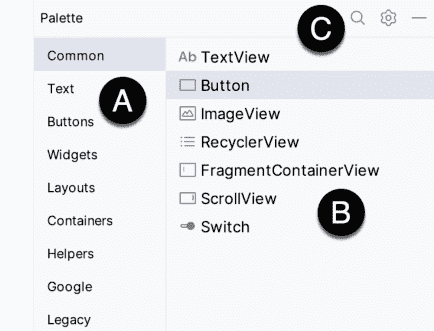 Palette
C
Common
Text
A
Buttons
Widgets
Layouts
Containers
Helpers
Google
Legacy
Ab TextView
Button
ImageView
RecyclerView
FragmentContainerView
ScrollView
B
Switch